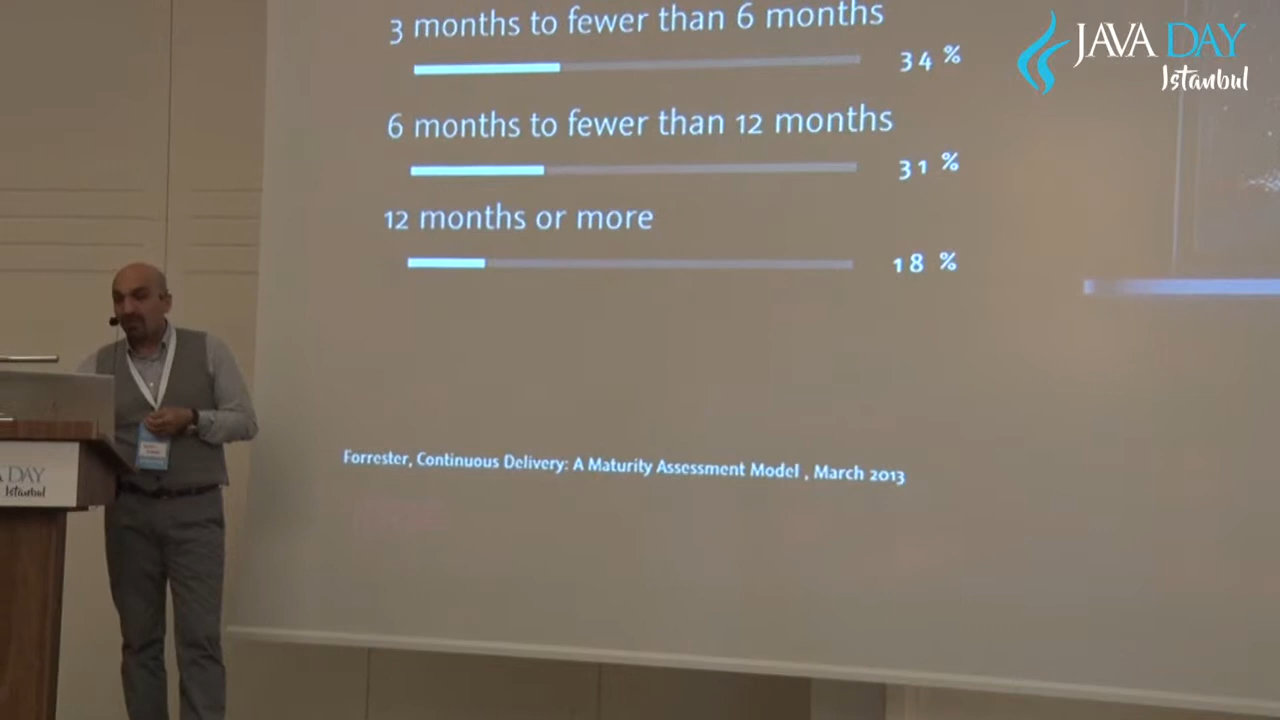 3 months to fewer than 6 months
34 %
6 months to fewer than 12 months
31 %
12 months or more
18 %
Forrester, Continuous Delivery: A Maturity Assessment Model , March 2013
JAVA DAY
Istanbul
DAY
Istanbul